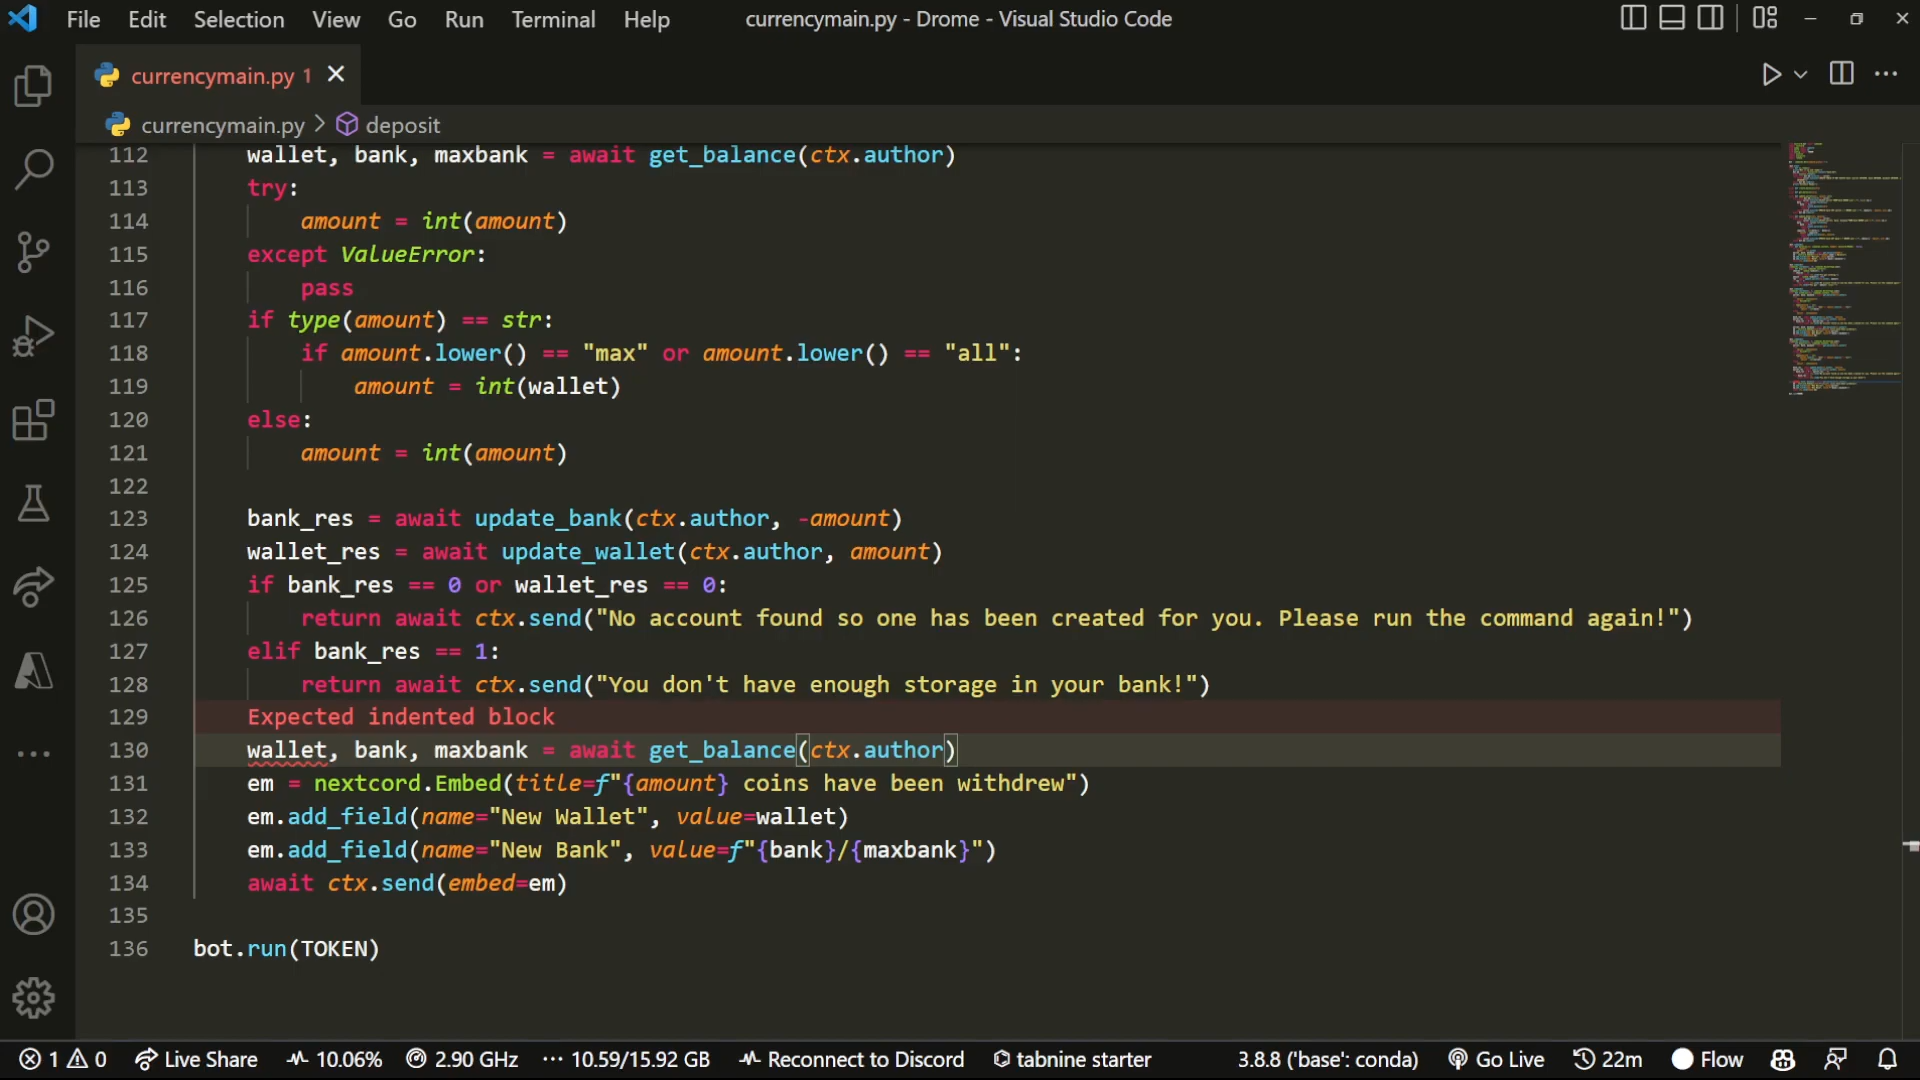 File Edit Selection View Go Run Terminal Help currencymain.py - Drome - Visual Studio Code
currencymain.py 1
currencymain.py > deposit
112 wallet, bank, maxbank = await get_balance(ctx.author)
113 try:
114 amount = int(amount)
115 except ValueError:
116 pass
117 if type(amount) == str:
118 if amount.lower() == "max" or amount.lower() == "all":
119 amount = int(wallet)
120 else:
121 amount = int(amount)
122
123 bank_res = await update_bank(ctx.author, -amount)
124 wallet_res = await update_wallet(ctx.author, amount)
125 if bank_res == 0 or wallet_res == 0:
126 return await ctx.send("No account found so one has been created for you. Please run the command again!")
127 elif bank_res == 1:
128 return await ctx.send("You don't have enough storage in your bank!")
129 Expected indented block
130 wallet, bank, maxbank = await get_balance(ctx.author)
131 em = nextcord.Embed(title=f"{amount} coins have been withdrew")
132 em.add_field(name="New Wallet", value=wallet)
133 em.add_field(name="New Bank", value=f"{bank}/{maxbank}")
134 await ctx.send(embed=em)
135
136 bot.run(TOKEN)
1 0 Live Share 10.06% 2.90 GHz 10.59/15.92 GB Reconnect to Discord tabnine starter 3.8.8 ('base': conda) Go Live 22m Flow